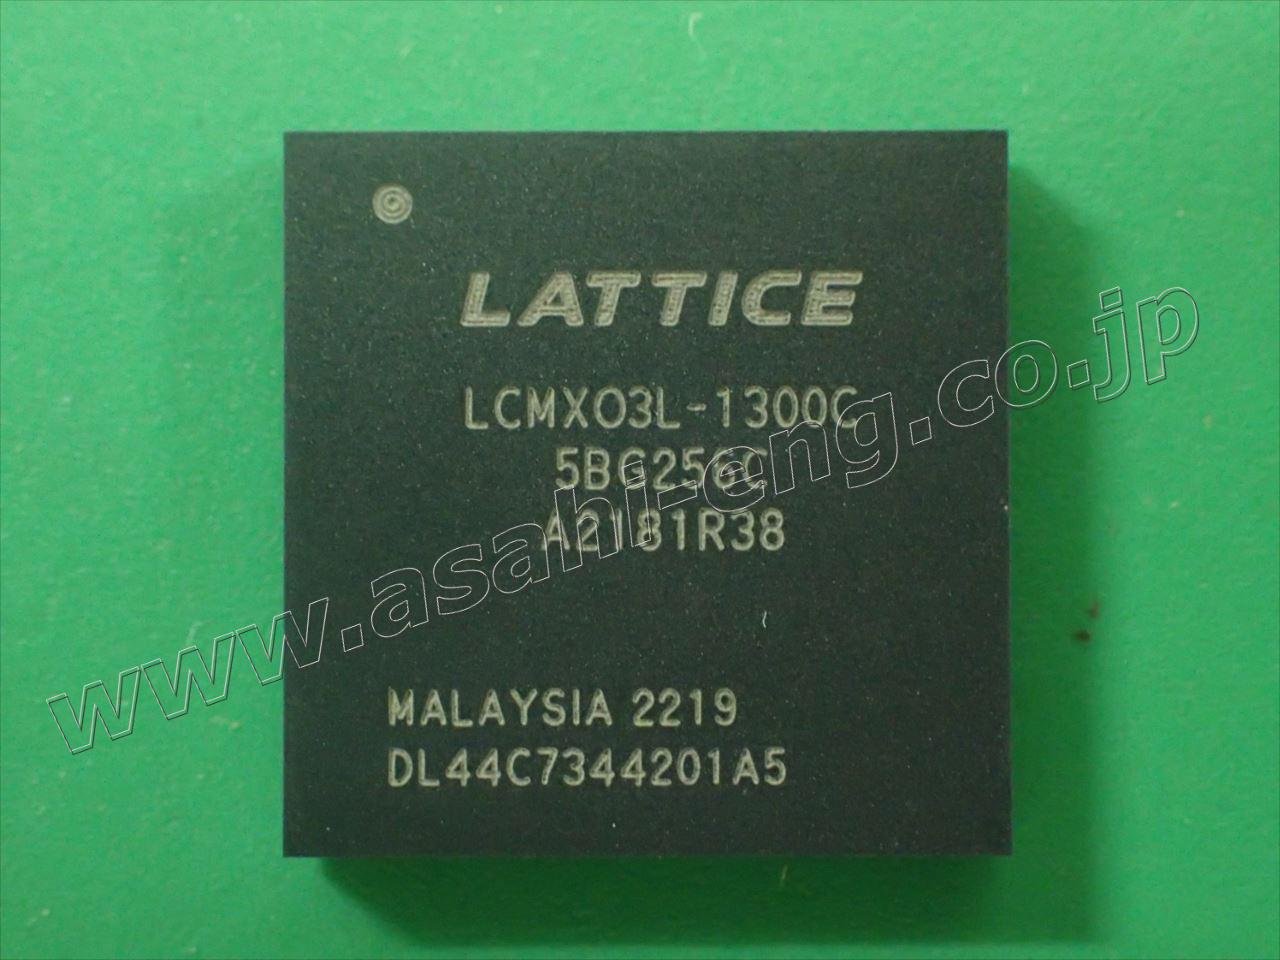 LATTICE
LCMXO3L-1300C
5BG256C
A2181R38
www.asahi-eng.co.jp
MALAYSIA 2219
DL44C7344201A5